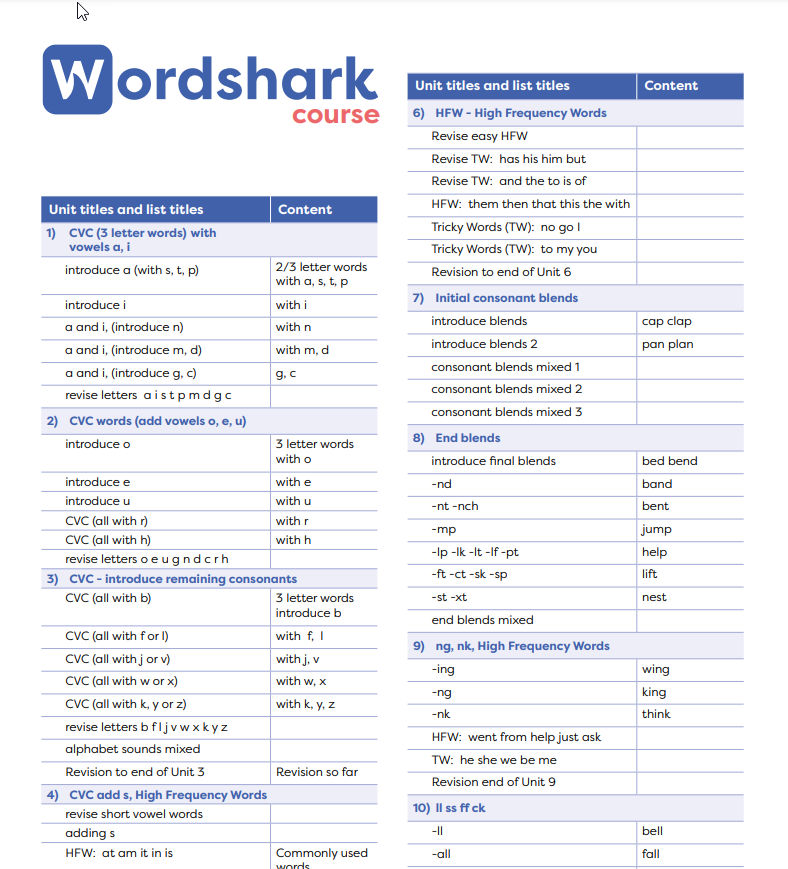 Wordshark
course
Unit titles and list titles Content
1) CVC (3 letter words) with
vowels a, i
introduce a (with s, t, p) 2/3 letter words
with a, s, t, p
introduce i with i
a and i, (introduce n) with n
a and i, (introduce m, d) with m, d
a and i, (introduce g, c) g, c
revise letters a i s t p m d g c
2) CVC words (add vowels o, e, u)
introduce o 3 letter words
with o
introduce e with e
introduce u with u
CVC (all with r) with r
CVC (all with h) with h
revise letters o e u g n d c r h
3) CVC - introduce remaining consonants
CVC (all with b) 3 letter words
introduce b
CVC (all with f or l) with f, l
CVC (all with j or v) with j, v
CVC (all with w or x) with w, x
CVC (all with k, y or z) with k, y, z
revise letters b f l j v w x k y z
alphabet sounds mixed
Revision to end of Unit 3 Revision so far
4) CVC add s, High Frequency Words
revise short vowel words
adding s
HFW: at am it in is Commonly used
words
Unit titles and list titles Content
6) HFW - High Frequency Words
Revise easy HFW
Revise TW: has his him but
Revise TW: and the to is of
HFW: them then that this the with
Tricky Words (TW): no go I
Tricky Words (TW): to my you
Revision to end of Unit 6
7) Initial consonant blends
introduce blends cap clap
introduce blends 2 pan plan
consonant blends mixed 1
consonant blends mixed 2
consonant blends mixed 3
8) End blends
introduce final blends bed bend
-nd band
-nt -nch bent
-mp jump
-lp -lk -lt -lf -pt help
-ft -ct -sk -sp lift
-st -xt nest
end blends mixed
9) ng, nk, High Frequency Words
-ing wing
-ng king
-nk think
HFW: went from help just ask
TW: he she we be me
Revision end of Unit 9
10) ll ss ff ck
-ll bell
-all fall